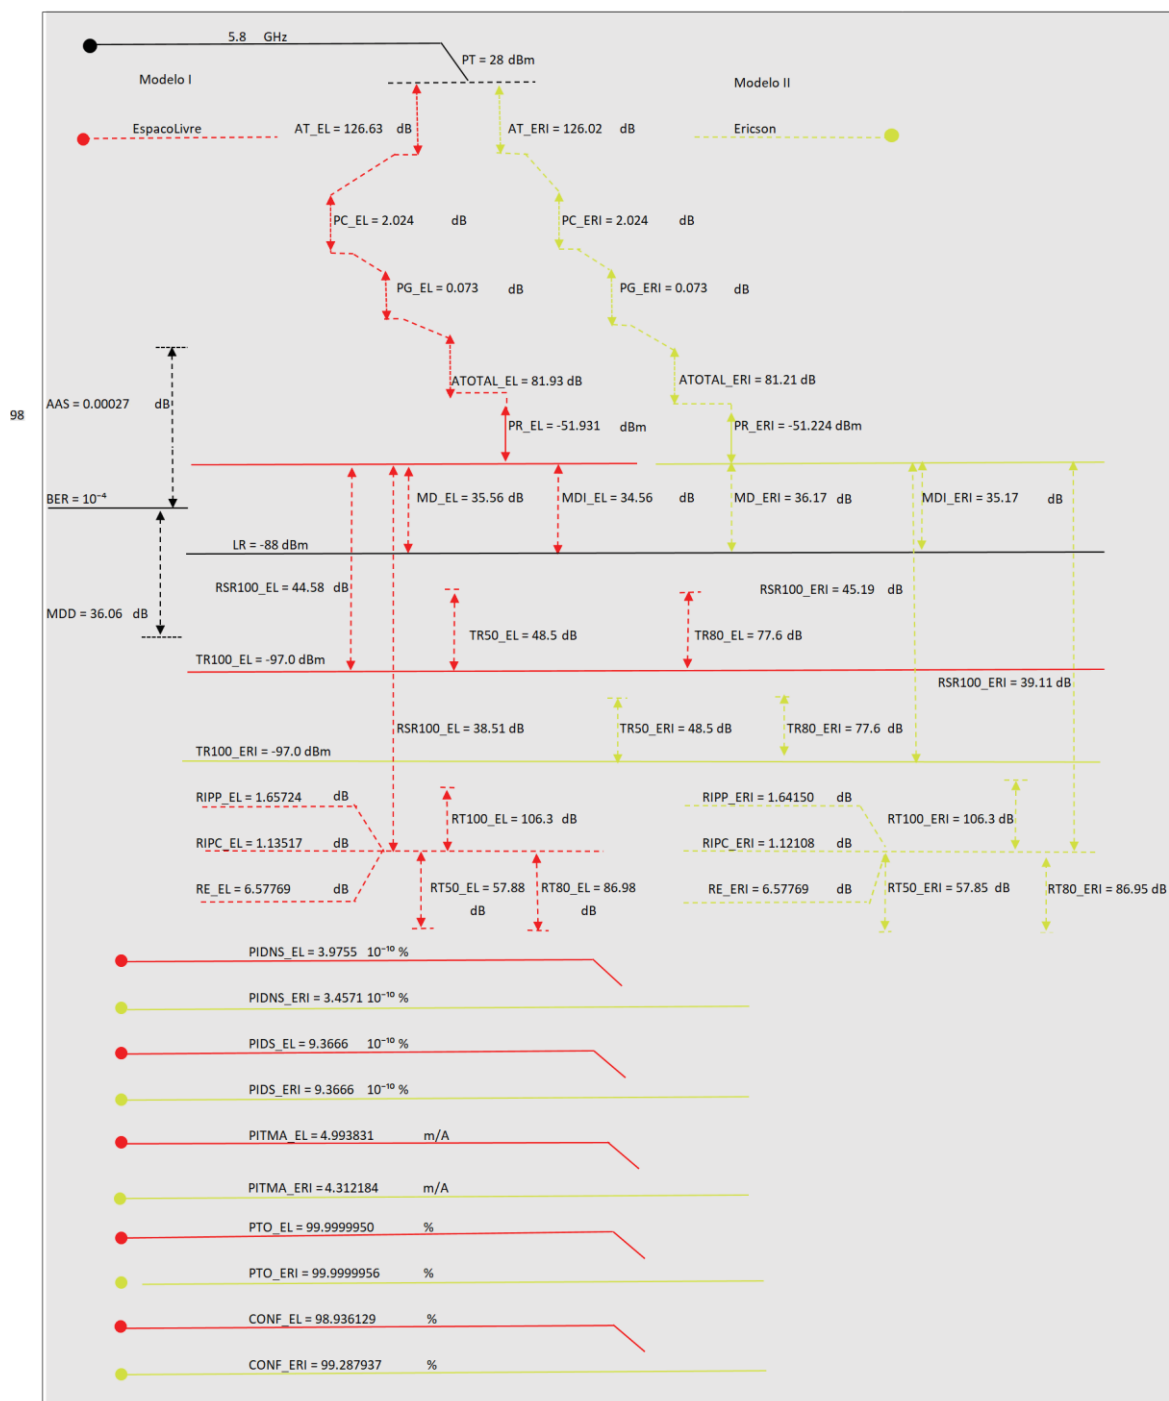 5.8 GHz
PT = 28 dBm
Modelo I
Modelo II
EspacoLivre
AT_EL = 126.63 dB
AT_ERI = 126.02 dB
Ericson
PC_EL = 2.024 dB
PC_ERI = 2.024 dB
PG_EL = 0.073 dB
PG_ERI = 0.073 dB
ATOTAL_EL = 81.93 dB
ATOTAL_ERI = 81.21 dB
98
AAS = 0.00027 dB
PR_EL = -51.931 dBm
PR_ERI = -51.224 dBm
BER = 10⁻⁴
MD_EL = 35.56 dB
MDI_EL = 34.56 dB
MD_ERI = 36.17 dB
MDI_ERI = 35.17 dB
LR = -88 dBm
RSR100_EL = 44.58 dB
RSR100_ERI = 45.19 dB
MDD = 36.06 dB
TR50_EL = 48.5 dB
TR80_EL = 77.6 dB
TR100_EL = -97.0 dBm
RSR100_ERI = 39.11 dB
RSR100_EL = 38.51 dB
TR50_ERI = 48.5 dB
TR80_ERI = 77.6 dB
TR100_ERI = -97.0 dBm
RIPP_EL = 1.65724 dB
RIPP_ERI = 1.64150 dB
RT100_EL = 106.3 dB
RT100_ERI = 106.3 dB
RIPC_EL = 1.13517 dB
RIPC_ERI = 1.12108 dB
RE_EL = 6.57769 dB
RT50_EL = 57.88 dB
RT80_EL = 86.98 dB
RE_ERI = 6.57769 dB
RT50_ERI = 57.85 dB
RT80_ERI = 86.95 dB
PIDNS_EL = 3.9755 10⁻¹⁰ %
PIDNS_ERI = 3.4571 10⁻¹⁰ %
PIDS_EL = 9.3666 10⁻¹⁰ %
PIDS_ERI = 9.3666 10⁻¹⁰ %
PITMA_EL = 4.993831 m/A
PITMA_ERI = 4.312184 m/A
PTO_EL = 99.9999950 %
PTO_ERI = 99.9999956 %
CONF_EL = 98.936129 %
CONF_ERI = 99.287937 %